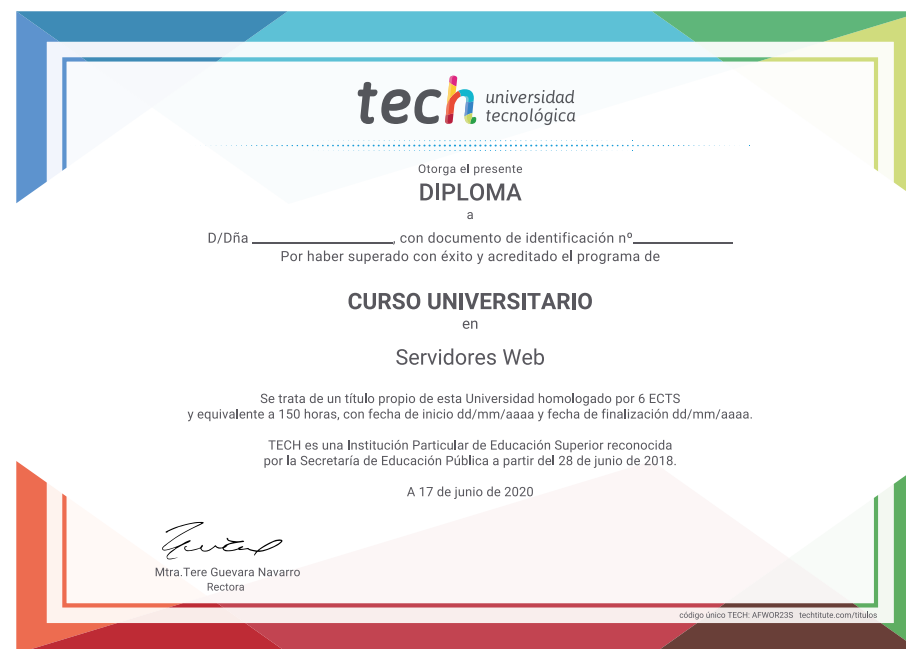 tech universidad
tecnológica
Otorga el presente
DIPLOMA
a
D/Dña ____________________, con documento de identificación nº______________
Por haber superado con éxito y acreditado el programa de
CURSO UNIVERSITARIO
en
Servidores Web
Se trata de un título propio de esta Universidad homologado por 6 ECTS
y equivalente a 150 horas, con fecha de inicio dd/mm/aaaa y fecha de finalización dd/mm/aaaa.
TECH es una Institución Particular de Educación Superior reconocida
por la Secretaría de Educación Pública a partir del 28 de junio de 2018.
A 17 de junio de 2020
Mtra.Tere Guevara Navarro
Rectora
código único TECH: AFWOR23S techtitute.com/titulos